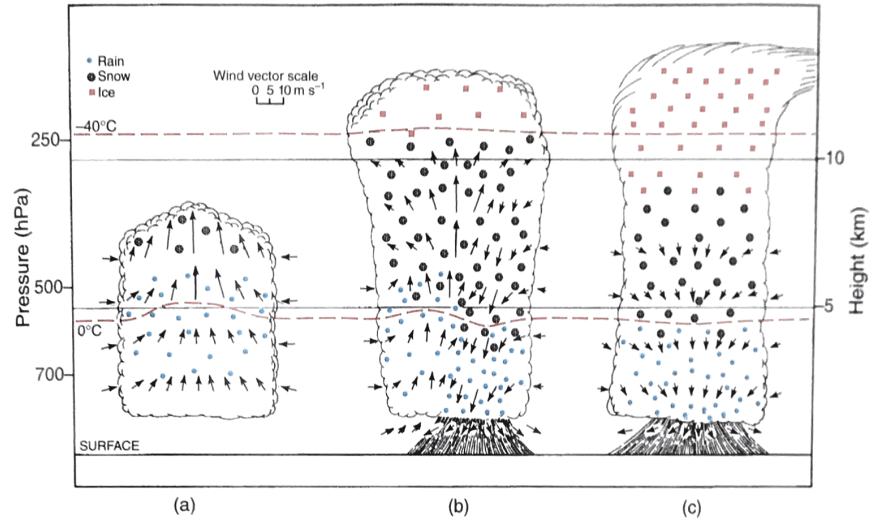 Rain
Snow
Ice
Wind vector scale
0 5 10 m s⁻¹
−40°C
250
10
Pressure (hPa)
Height (km)
500
5
0°C
700
SURFACE
(a)
(b)
(c)